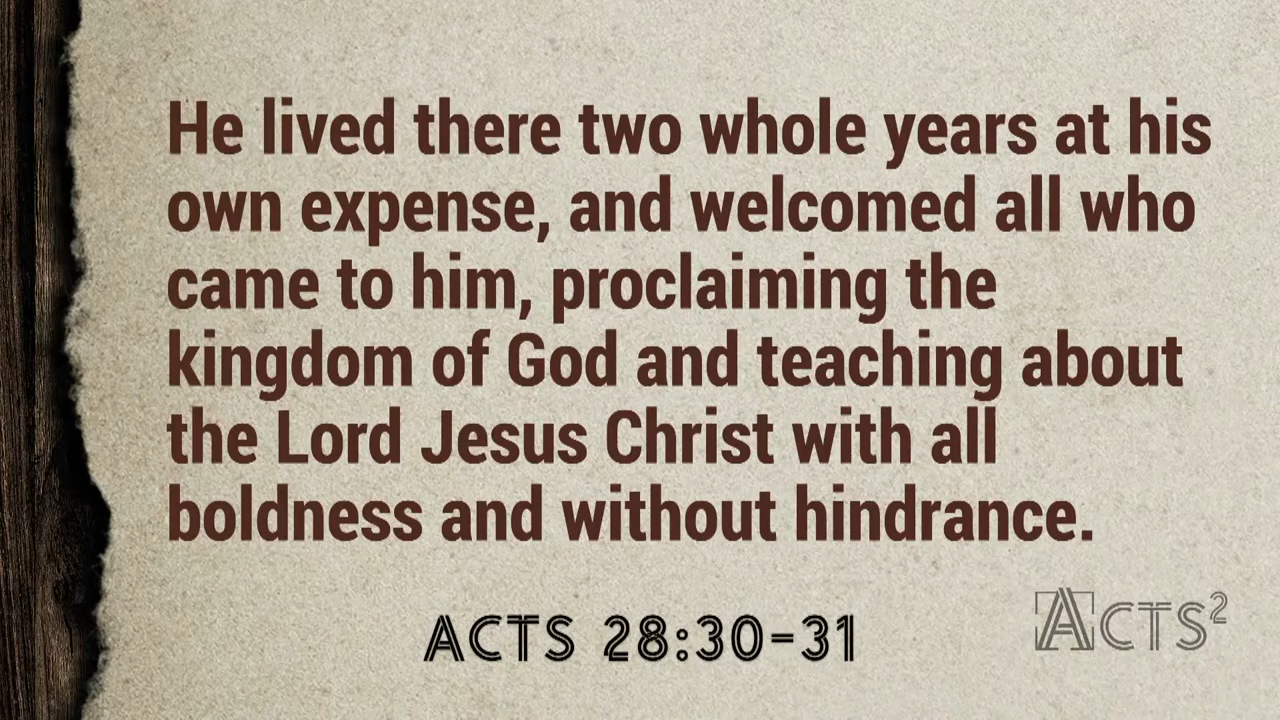 He lived there two whole years at his
own expense, and welcomed all who
came to him, proclaiming the
kingdom of God and teaching about
the Lord Jesus Christ with all
boldness and without hindrance.
ACTS 28:30-31
ACTS²